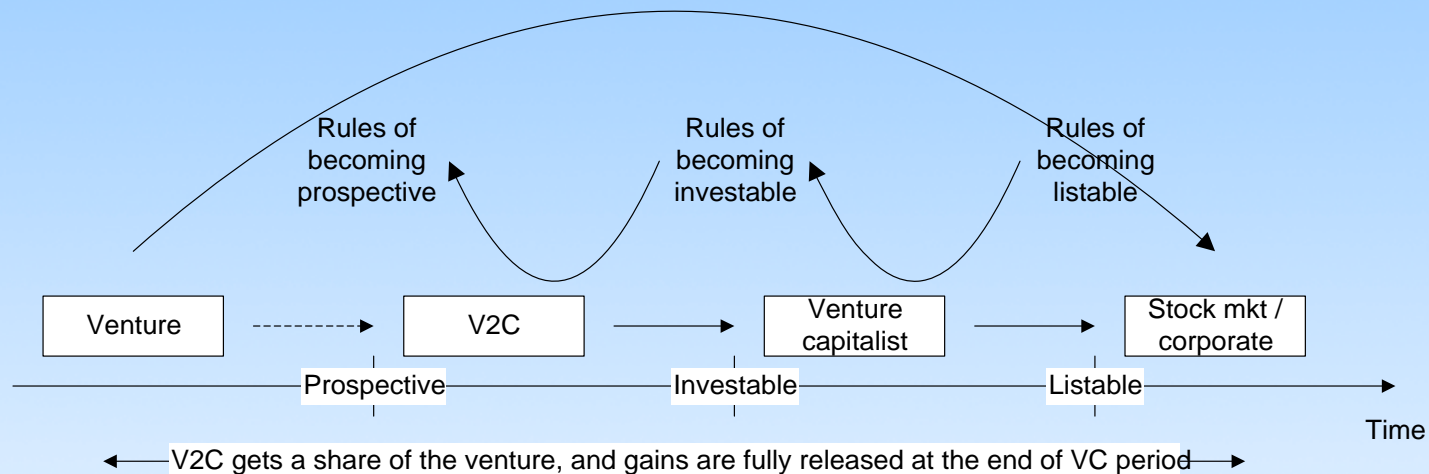 Rules of
becoming
prospective
Rules of
becoming
investable
Rules of
becoming
listable
Venture
V2C
Venture
capitalist
Stock mkt /
corporate
Prospective
Investable
Listable
Time
V2C gets a share of the venture, and gains are fully released at the end of VC period